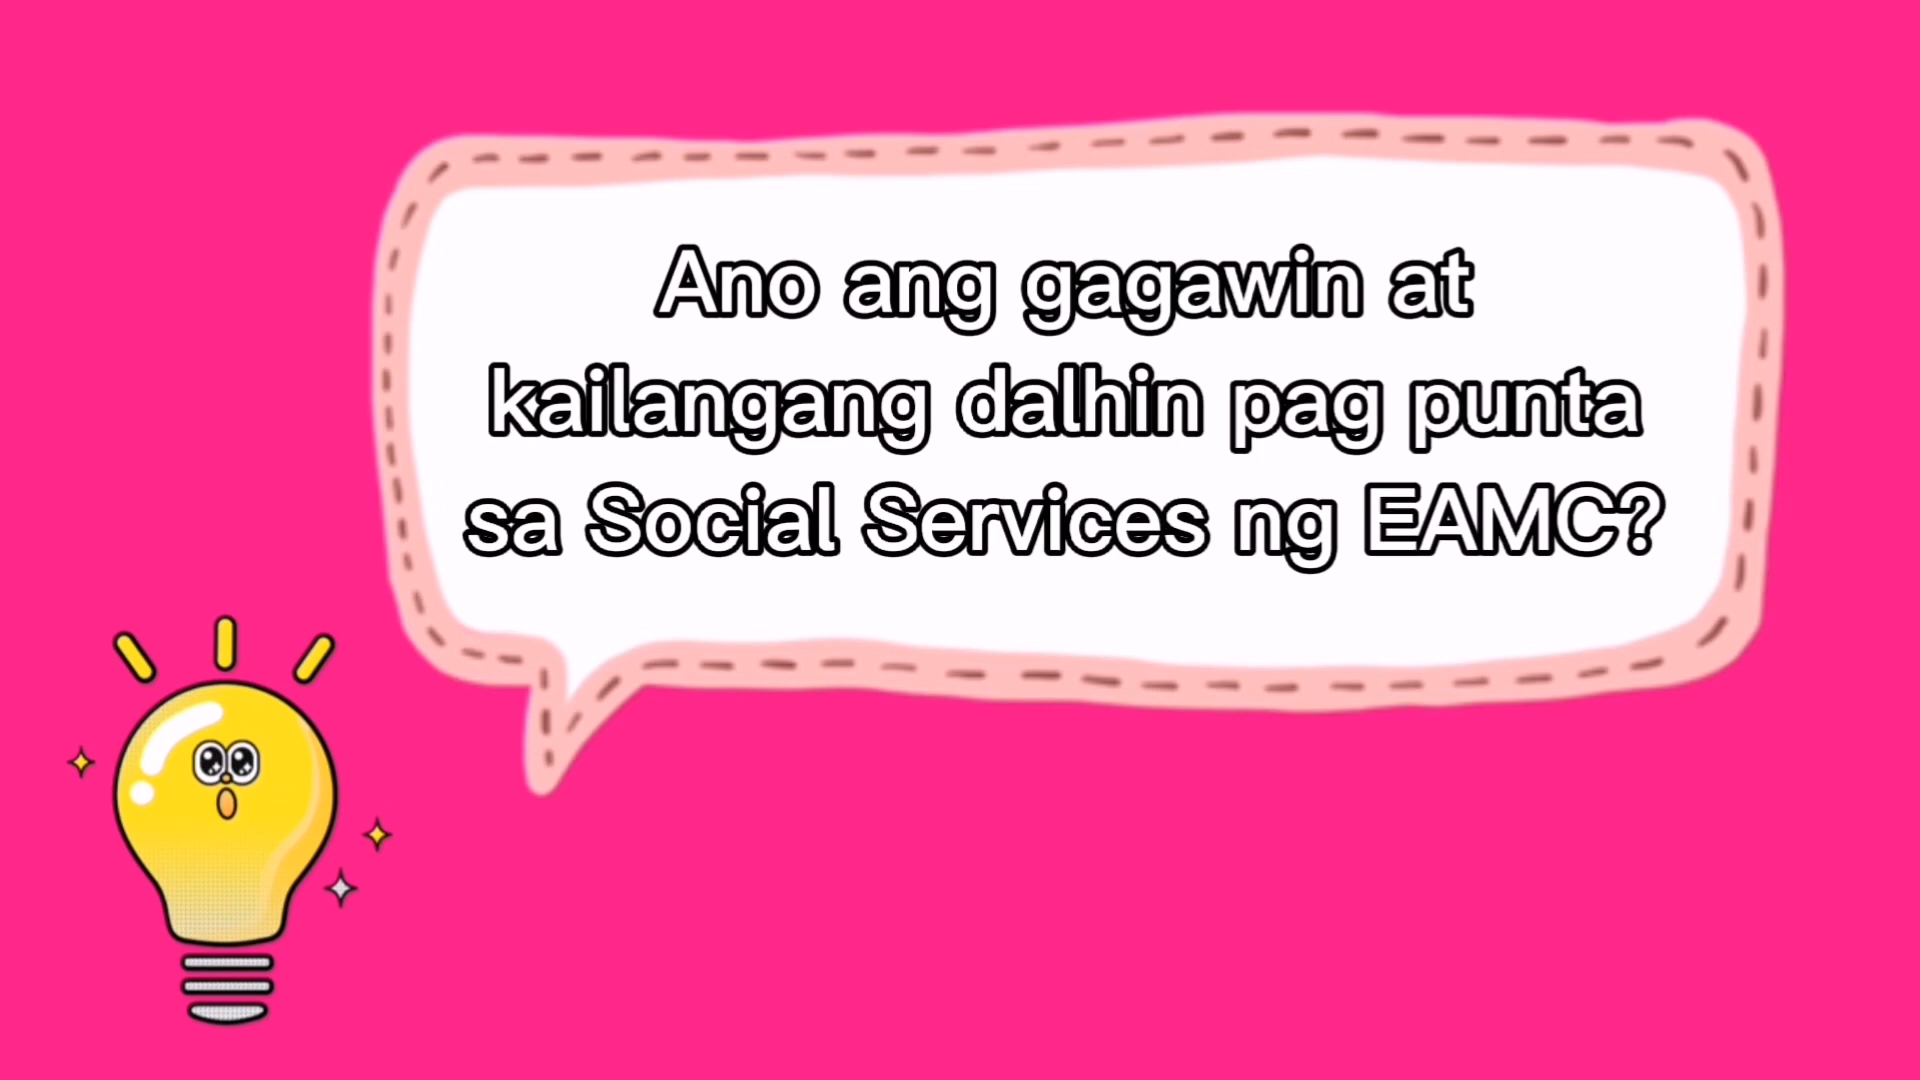 Ano ang gagawin at
kailangang dalhin pag punta
sa Social Services ng EAMC?